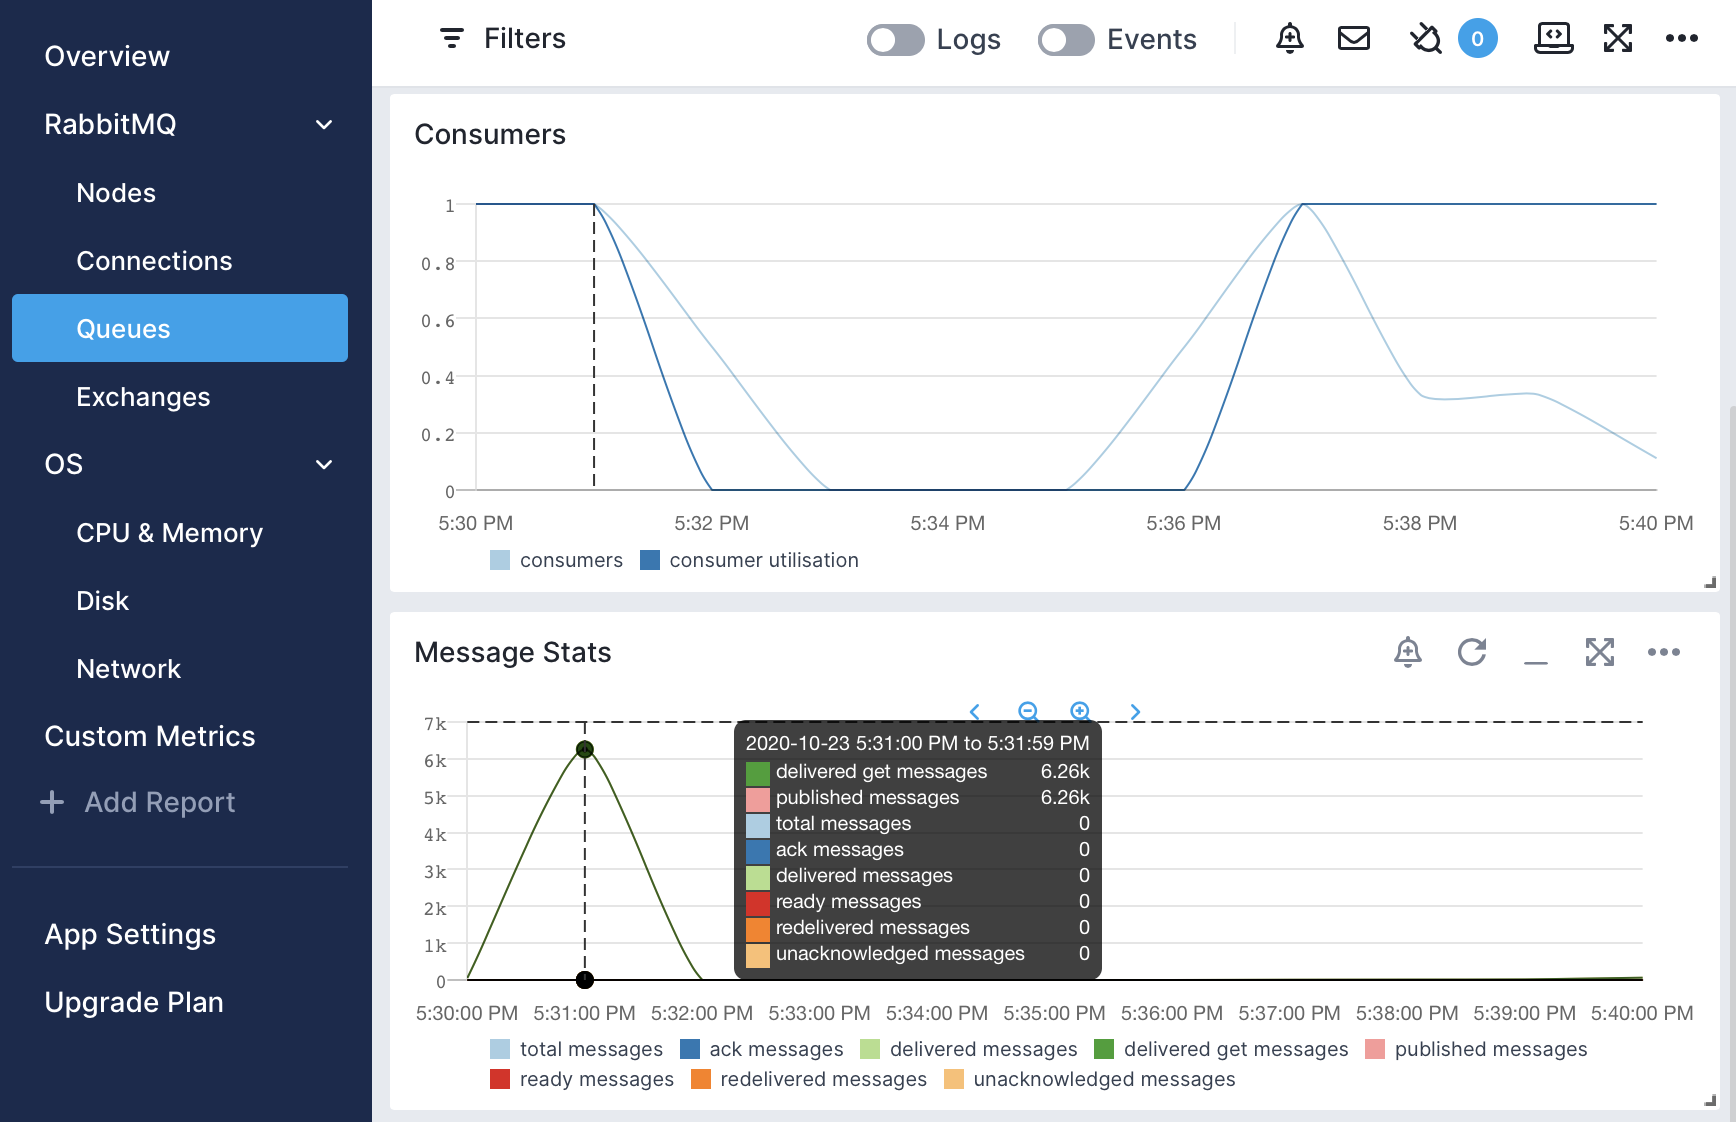 Overview
RabbitMQ
Nodes
Connections
Queues
Exchanges
OS
CPU & Memory
Disk
Network
Custom Metrics
Add Report
App Settings
Upgrade Plan
Filters
Logs
Events
0
Consumers
1
0.8
0.6
0.4
0.2
0
5:30 PM 5:32 PM 5:34 PM 5:36 PM 5:38 PM 5:40 PM
consumers consumer utilisation
Message Stats
7k
6k
5k
4k
3k
2k
1k
0
2020-10-23 5:31:00 PM to 5:31:59 PM
delivered get messages 6.26k
published messages 6.26k
total messages 0
ack messages 0
delivered messages 0
ready messages 0
redelivered messages 0
unacknowledged messages 0
5:30:00 PM 5:31:00 PM 5:32:00 PM 5:33:00 PM 5:34:00 PM 5:35:00 PM 5:36:00 PM 5:37:00 PM 5:38:00 PM 5:39:00 PM 5:40:00 PM
total messages ack messages delivered messages delivered get messages published messages
ready messages redelivered messages unacknowledged messages